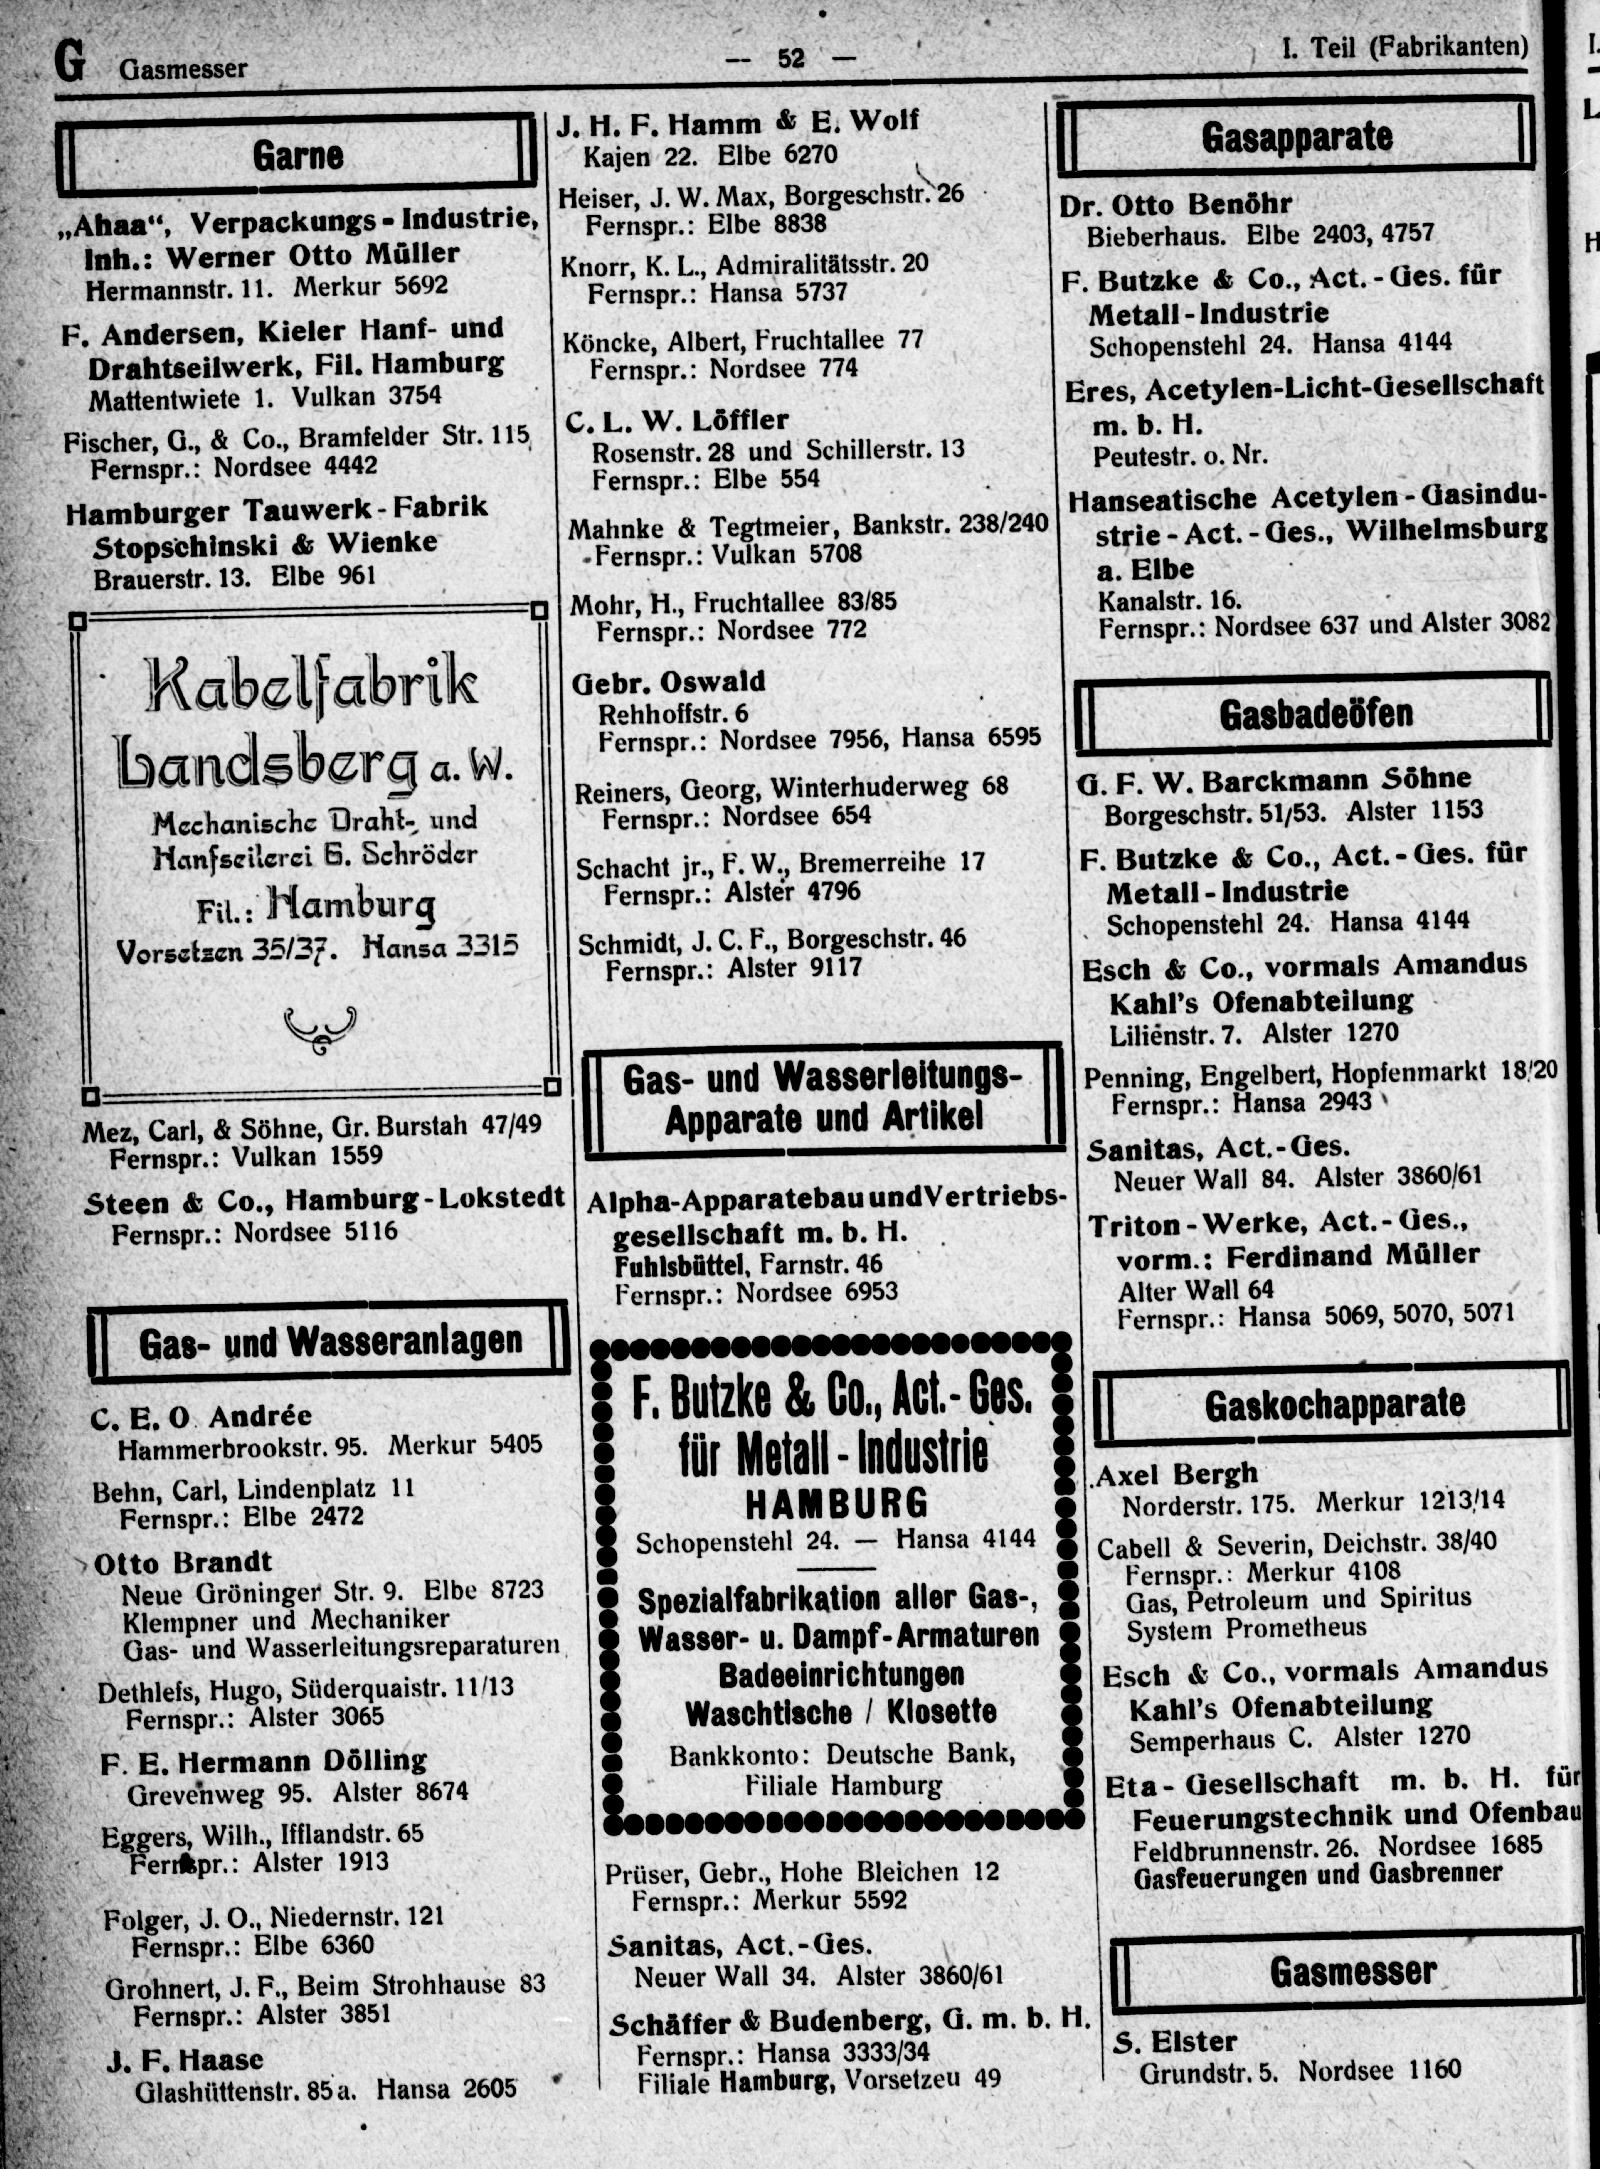 G Gasmesser
— 52 —
I. Teil (Fabrikanten)
Garne
„Ahaa“, Verpackungs-Industrie,
Inh.: Werner Otto Müller
Hermannstr. 11. Merkur 5692
F. Andersen, Kieler Hanf- und
Drahtseilwerk, Fil. Hamburg
Mattentwiete 1. Vulkan 3754
Fischer, G., & Co., Bramfelder Str. 115
Fernspr.: Nordsee 4442
Hamburger Tauwerk-Fabrik
Stopschinski & Wienke
Brauerstr. 13. Elbe 961
Kabelfabrik
Landsberg a. W.
Mechanische Draht- und
Hanfseilerei G. Schröder
Fil.: Hamburg
Vorsetzen 35/37. Hansa 3315
Mez, Carl, & Söhne, Gr. Burstah 47/49
Fernspr.: Vulkan 1559
Steen & Co., Hamburg-Lokstedt
Fernspr.: Nordsee 5116
Gas- und Wasseranlagen
C. E. O. Andrée
Hammerbrookstr. 95. Merkur 5405
Behn, Carl, Lindenplatz 11
Fernspr.: Elbe 2472
Otto Brandt
Neue Gröninger Str. 9. Elbe 8723
Klempner und Mechaniker
Gas- und Wasserleitungsreparaturen
Dethlefs, Hugo, Süderquaistr. 11/13
Fernspr.: Alster 3065
F. E. Hermann Dölling
Grevenweg 95. Alster 8674
Eggers, Wilh., Ifflandstr. 65
Fernspr.: Alster 1913
Folger, J. O., Niedernstr. 121
Fernspr.: Elbe 6360
Grohnert, J. F., Beim Strohhause 83
Fernspr.: Alster 3851
J. F. Haase
Glashüttenstr. 85a. Hansa 2605
J. H. F. Hamm & E. Wolf
Kajen 22. Elbe 6270
Heiser, J. W. Max, Borgeschstr. 26
Fernspr.: Elbe 8838
Knorr, K. L., Admiralitätsstr. 20
Fernspr.: Hansa 5737
Köncke, Albert, Fruchtallee 77
Fernspr.: Nordsee 774
C. L. W. Löffler
Rosenstr. 28 und Schillerstr. 13
Fernspr.: Elbe 554
Mahnke & Tegtmeier, Bankstr. 238/240
Fernspr.: Vulkan 5708
Mohr, H., Fruchtallee 83/85
Fernspr.: Nordsee 772
Gebr. Oswald
Rehhoffstr. 6
Fernspr.: Nordsee 7956, Hansa 6595
Reiners, Georg, Winterhuderweg 68
Fernspr.: Nordsee 654
Schacht jr., F. W., Bremerreihe 17
Fernspr.: Alster 4796
Schmidt, J. C. F., Borgeschstr. 46
Fernspr.: Alster 9117
Gas- und Wasserleitungs-
Apparate und Artikel
Alpha-Apparatebau und Vertriebs-
gesellschaft m. b. H.
Fuhlsbüttel, Farnstr. 46
Fernspr.: Nordsee 6953
F. Butzke & Co., Act.-Ges.
für Metall-Industrie
HAMBURG
Schopenstehl 24. — Hansa 4144
Spezialfabrikation aller Gas-,
Wasser- u. Dampf-Armaturen
Badeeinrichtungen
Waschtische / Klosette
Bankkonto: Deutsche Bank,
Filiale Hamburg
Prüser, Gebr., Hohe Bleichen 12
Fernspr.: Merkur 5592
Sanitas, Act.-Ges.
Neuer Wall 34. Alster 3860/61
Schäffer & Budenberg, G. m. b. H.
Fernspr.: Hansa 3333/34
Filiale Hamburg, Vorsetzeu 49
Gasapparate
Dr. Otto Benöhr
Bieberhaus. Elbe 2403, 4757
F. Butzke & Co., Act.-Ges. für
Metall-Industrie
Schopenstehl 24. Hansa 4144
Eres, Acetylen-Licht-Gesellschaft
m. b. H.
Peutestr. o. Nr.
Hanseatische Acetylen-Gasindu-
strie-Act.-Ges., Wilhelmsburg
a. Elbe
Kanalstr. 16.
Fernspr.: Nordsee 637 und Alster 3082
Gasbadeöfen
G. F. W. Barckmann Söhne
Borgeschstr. 51/53. Alster 1153
F. Butzke & Co., Act.-Ges. für
Metall-Industrie
Schopenstehl 24. Hansa 4144
Esch & Co., vormals Amandus
Kahl's Ofenabteilung
Lilienstr. 7. Alster 1270
Penning, Engelbert, Hopfenmarkt 18/20
Fernspr.: Hansa 2943
Sanitas, Act.-Ges.
Neuer Wall 84. Alster 3860/61
Triton-Werke, Act.-Ges.,
vorm.: Ferdinand Müller
Alter Wall 64
Fernspr.: Hansa 5069, 5070, 5071
Gaskochapparate
Axel Bergh
Norderstr. 175. Merkur 1213/14
Cabell & Severin, Deichstr. 38/40
Fernspr.: Merkur 4108
Gas, Petroleum und Spiritus
System Prometheus
Esch & Co., vormals Amandus
Kahl's Ofenabteilung
Semperhaus C. Alster 1270
Eta-Gesellschaft m. b. H. für
Feuerungstechnik und Ofenbau
Feldbrunnenstr. 26. Nordsee 1685
Gasfeuerungen und Gasbrenner
Gasmesser
S. Elster
Grundstr. 5. Nordsee 1160